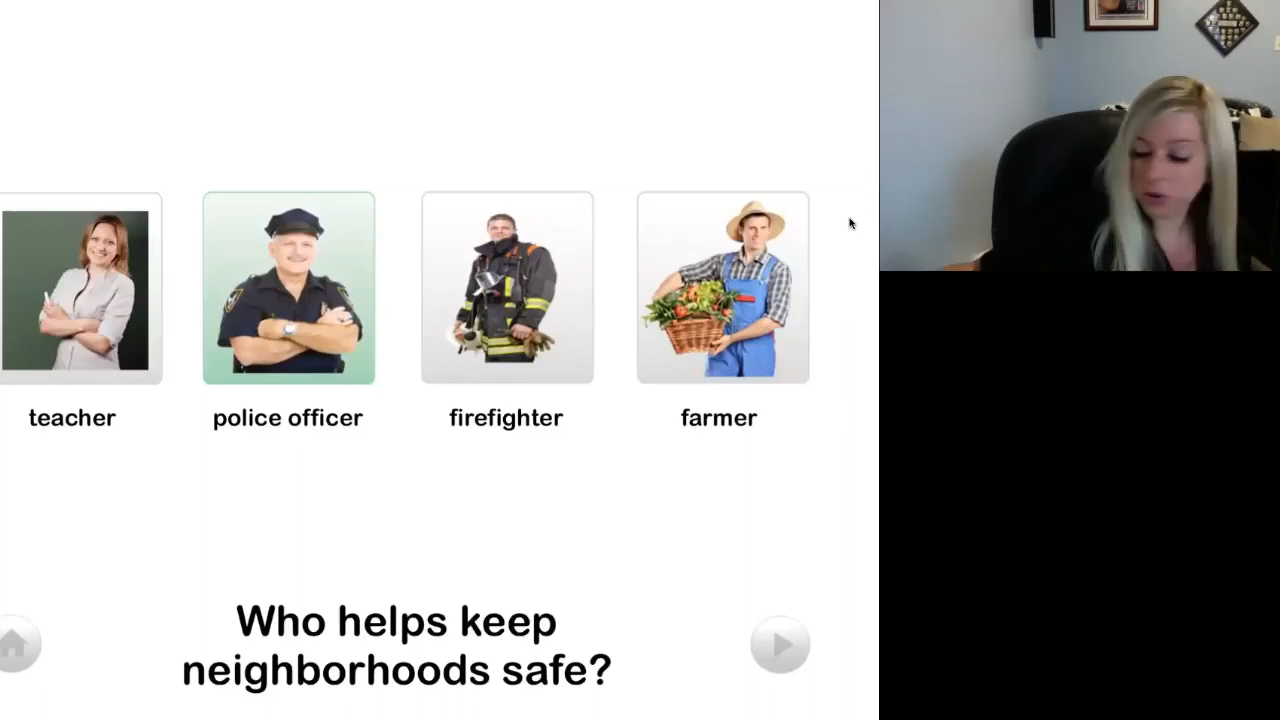 teacher
police officer
firefighter
farmer
Who helps keep
neighborhoods safe?